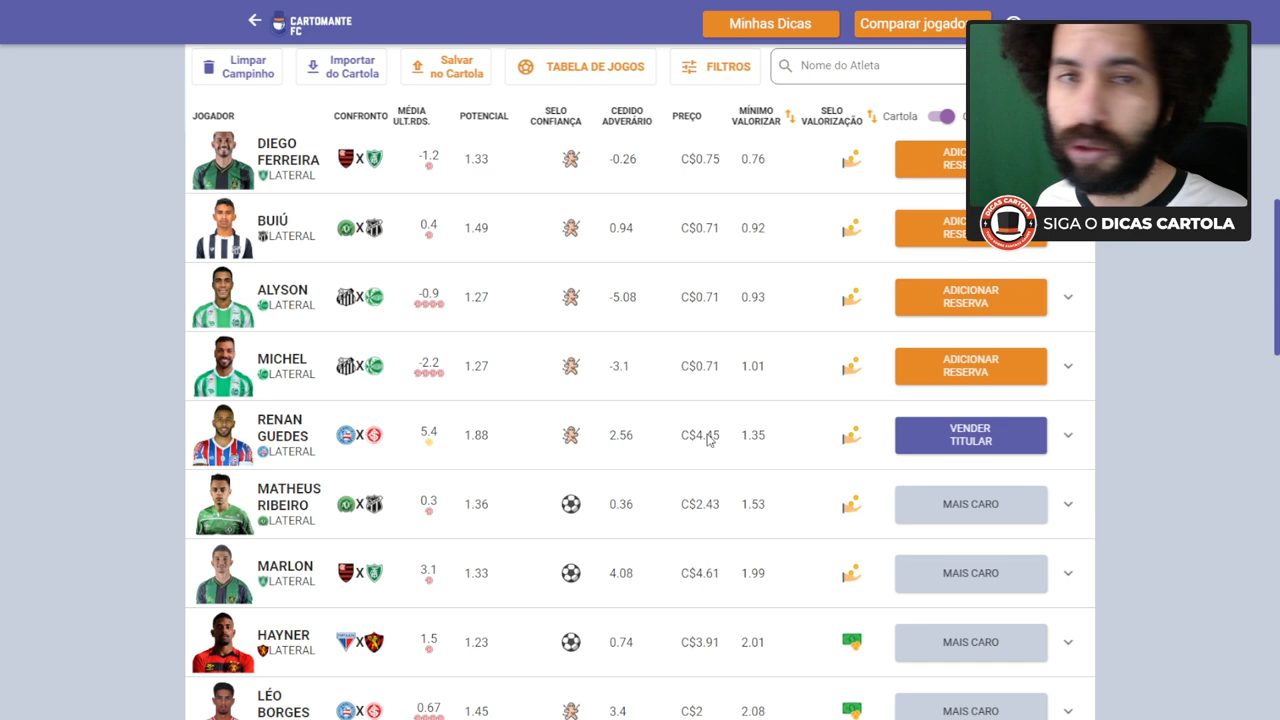 CARTOMANTE
FC
Minhas Dicas
Comparar jogado
Limpar
Campinho
Importar
do Cartola
Salvar
no Cartola
TABELA DE JOGOS
FILTROS
Nome do Atleta
JOGADOR
CONFRONTO
MÉDIA
ULT.RDS.
POTENCIAL
SELO
CONFIANÇA
CEDIDO
ADVERÁRIO
PREÇO
MÍNIMO
VALORIZAR
SELO
VALORIZAÇÃO
Cartola
DIEGO
FERREIRA
LATERAL
-1.2
1.33
-0.26
C$0.75
0.76
ADIC
RESE
BUIÚ
LATERAL
0.4
1.49
0.94
C$0.71
0.92
ADIC
RESE
SIGA O DICAS CARTOLA
DICAS CARTOLA
ALYSON
LATERAL
-0.9
1.27
-5.08
C$0.71
0.93
ADICIONAR
RESERVA
MICHEL
LATERAL
-2.2
1.27
-3.1
C$0.71
1.01
ADICIONAR
RESERVA
RENAN
GUEDES
LATERAL
5.4
1.88
2.56
C$4.45
1.35
VENDER
TITULAR
MATHEUS
RIBEIRO
LATERAL
0.3
1.36
0.36
C$2.43
1.53
MAIS CARO
MARLON
LATERAL
3.1
1.33
4.08
C$4.61
1.99
MAIS CARO
HAYNER
LATERAL
1.5
1.23
0.74
C$3.91
2.01
MAIS CARO
LÉO
BORGES
0.67
1.45
3.4
C$2
2.08
MAIS CARO